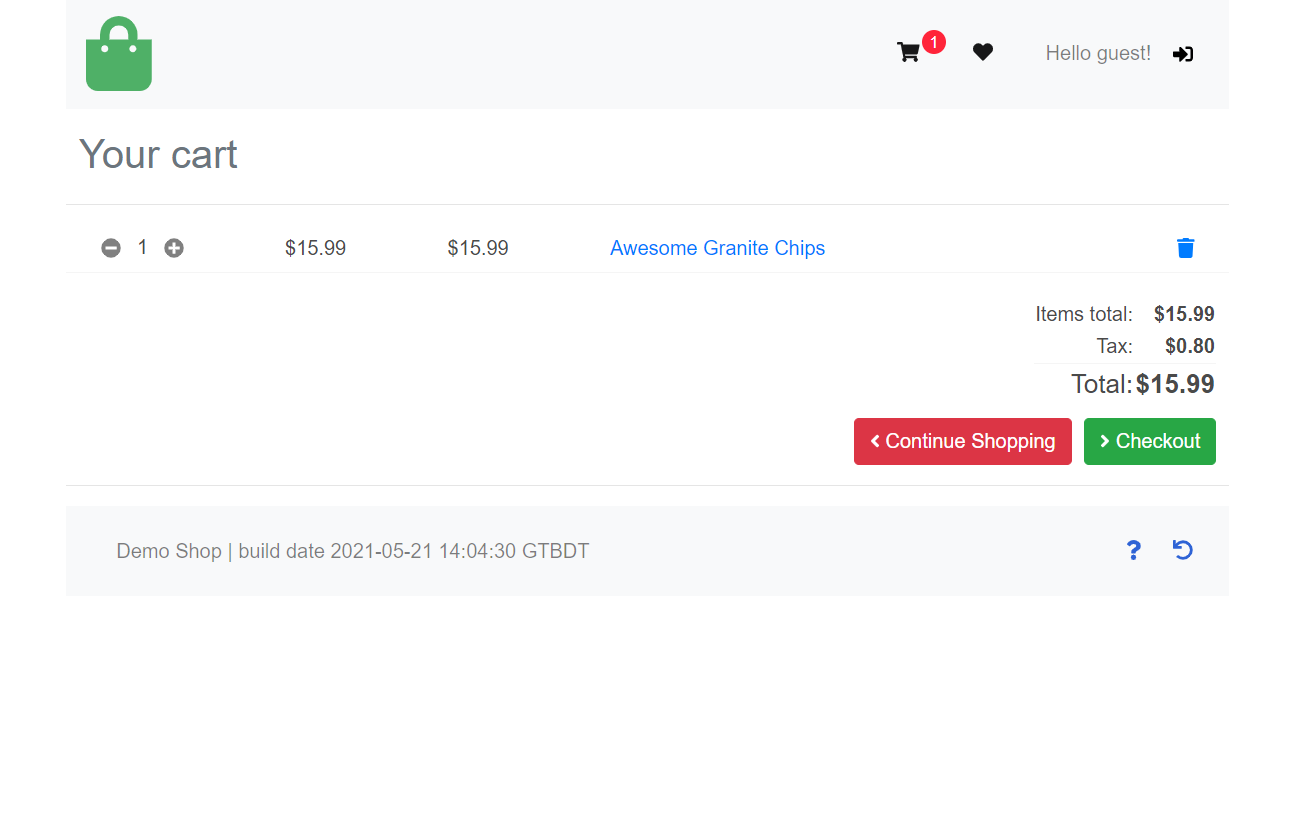 1
Hello guest!
Your cart
1 $15.99 $15.99 Awesome Granite Chips
Items total: $15.99
Tax: $0.80
Total: $15.99
Continue Shopping Checkout
Demo Shop | build date 2021-05-21 14:04:30 GTBDT ?